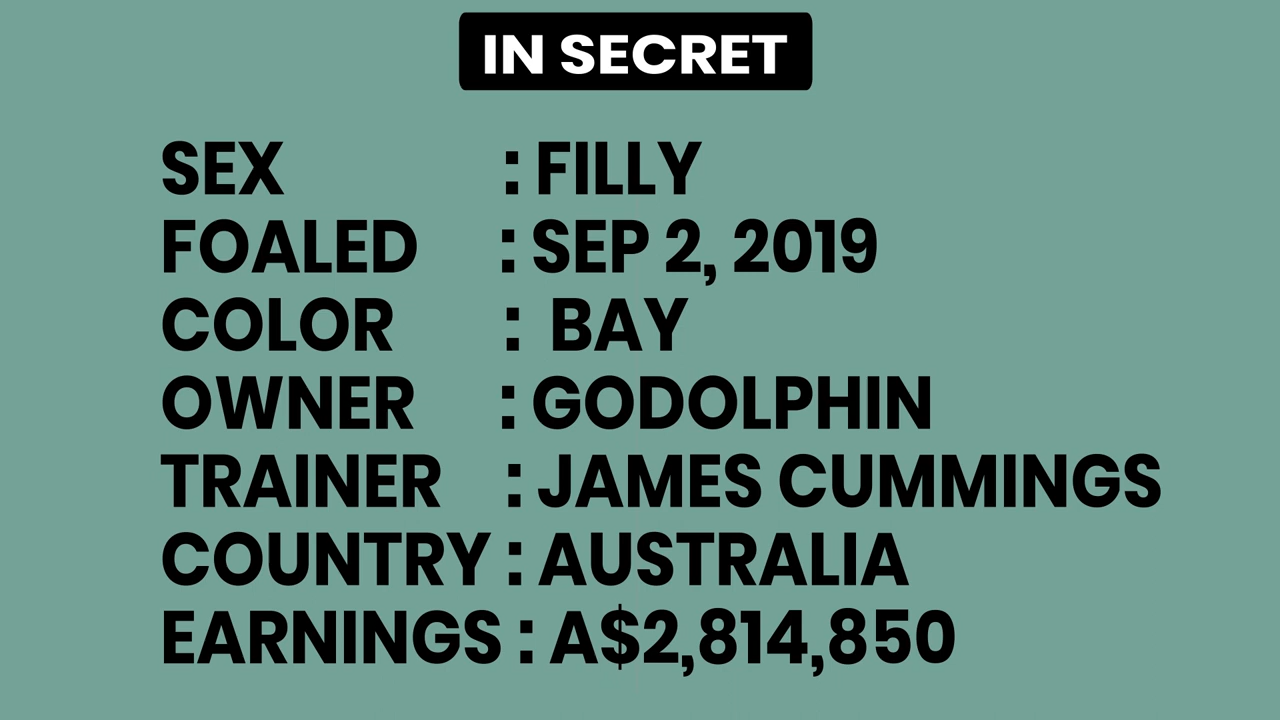 IN SECRET
SEX : FILLY
FOALED : SEP 2, 2019
COLOR : BAY
OWNER : GODOLPHIN
TRAINER : JAMES CUMMINGS
COUNTRY : AUSTRALIA
EARNINGS : A$2,814,850